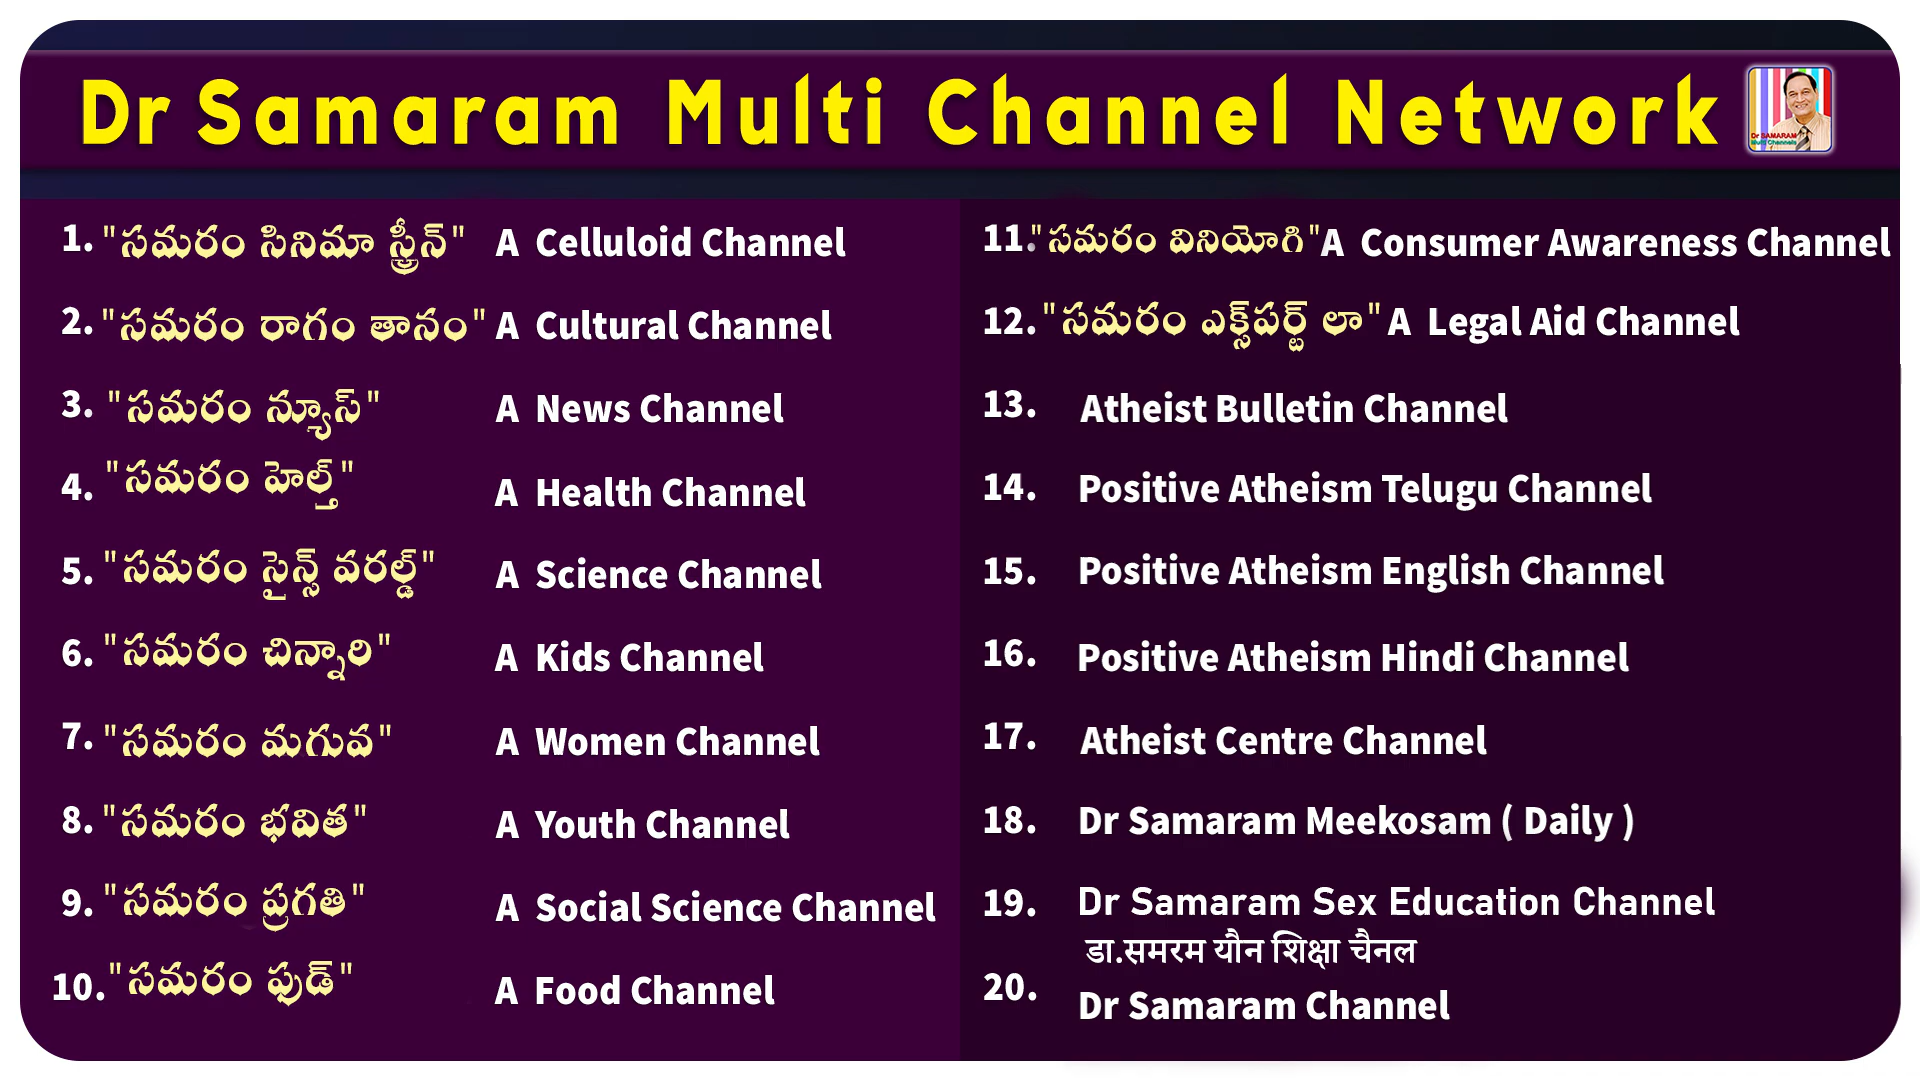 Dr Samaram Multi Channel Network
Dr SAMARAM
Multi Channels
1. "సమరం సినిమా స్క్రీన్" A Celluloid Channel
2. "సమరం రాగం తానం" A Cultural Channel
3. "సమరం న్యూస్" A News Channel
4. "సమరం హెల్త్" A Health Channel
5. "సమరం సైన్స్ వరల్డ్" A Science Channel
6. "సమరం చిన్నారి" A Kids Channel
7. "సమరం మగువ" A Women Channel
8. "సమరం భవిత" A Youth Channel
9. "సమరం ప్రగతి" A Social Science Channel
10. "సమరం ఫుడ్" A Food Channel
11. "సమరం వినియోగి" A Consumer Awareness Channel
12. "సమరం ఎక్స్‌పర్ట్ లా" A Legal Aid Channel
13. Atheist Bulletin Channel
14. Positive Atheism Telugu Channel
15. Positive Atheism English Channel
16. Positive Atheism Hindi Channel
17. Atheist Centre Channel
18. Dr Samaram Meekosam ( Daily )
19. Dr Samaram Sex Education Channel
डा.समरम यौन शिक्षा चैनल
20. Dr Samaram Channel